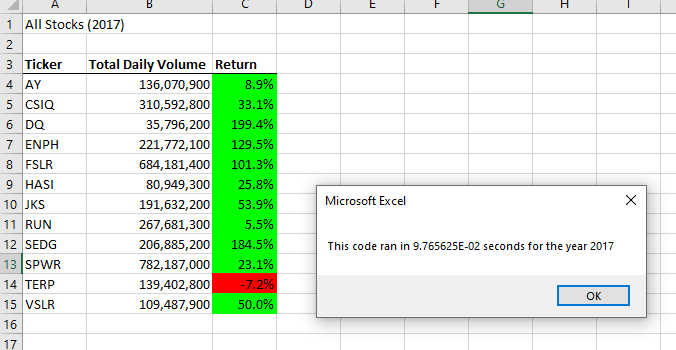 A B C D E F G H I
1 All Stocks (2017)
2
3 Ticker Total Daily Volume Return
4 AY 136,070,900 8.9%
5 CSIQ 310,592,800 33.1%
6 DQ 35,796,200 199.4%
7 ENPH 221,772,100 129.5%
8 FSLR 684,181,400 101.3%
9 HASI 80,949,300 25.8%
10 JKS 191,632,200 53.9%
11 RUN 267,681,300 5.5%
12 SEDG 206,885,200 184.5%
13 SPWR 782,187,000 23.1%
14 TERP 139,402,800 -7.2%
15 VSLR 109,487,900 50.0%
16
17
Microsoft Excel
This code ran in 9.765625E-02 seconds for the year 2017
OK